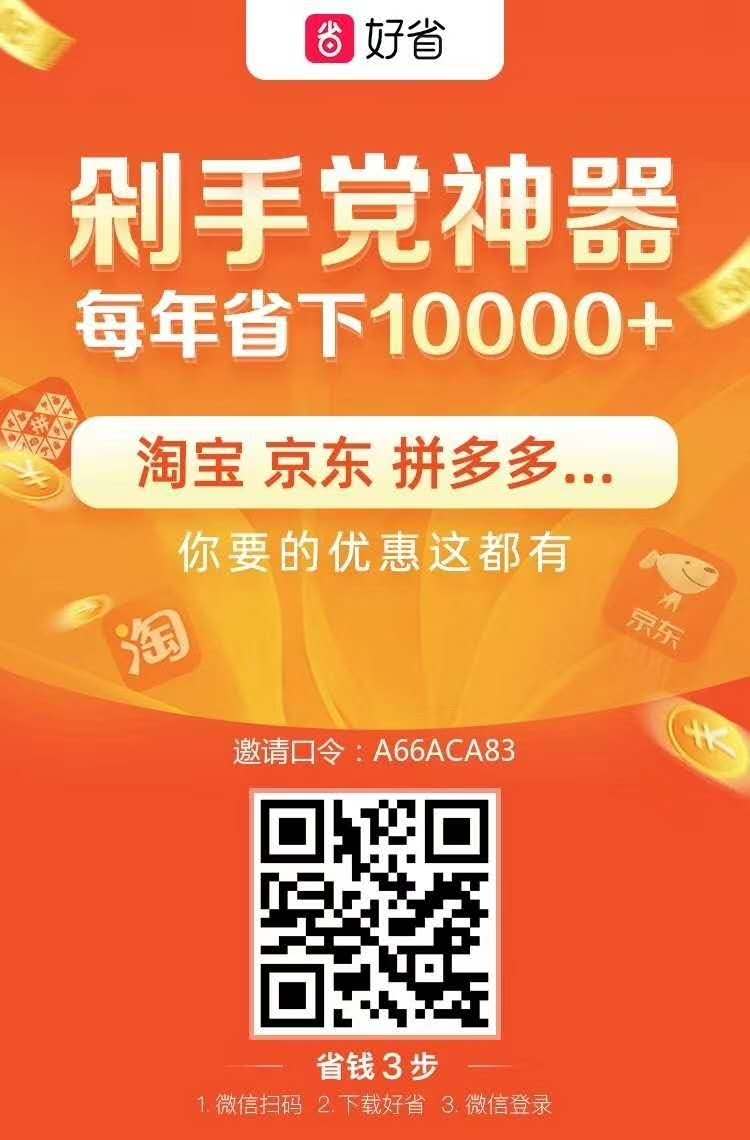 省 好省
剁手党神器
每年省下10000+
淘宝 京东 拼多多...
你要的优惠这都有
淘
京东
邀请口令：A66ACA83
省钱3步
1. 微信扫码 2. 下载好省 3. 微信登录